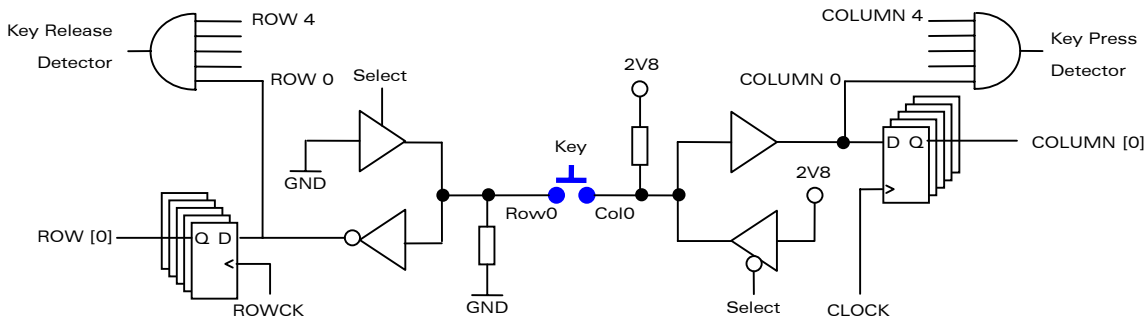 Key Release
Detector
ROW 4
ROW 0
Select
GND
ROW [0]
Q D
ROWCK
GND
Row0
Key
Col0
2V8
2V8
Select
COLUMN 4
COLUMN 0
Key Press
Detector
D Q
COLUMN [0]
CLOCK